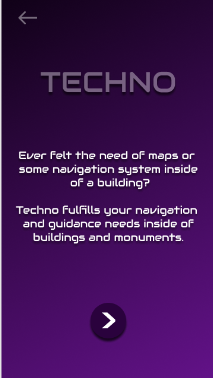 TECHNO
Ever felt the need of maps or
some navigation system inside
of a building?
Techno fulfills your navigation
and guidance needs inside of
buildings and monuments.